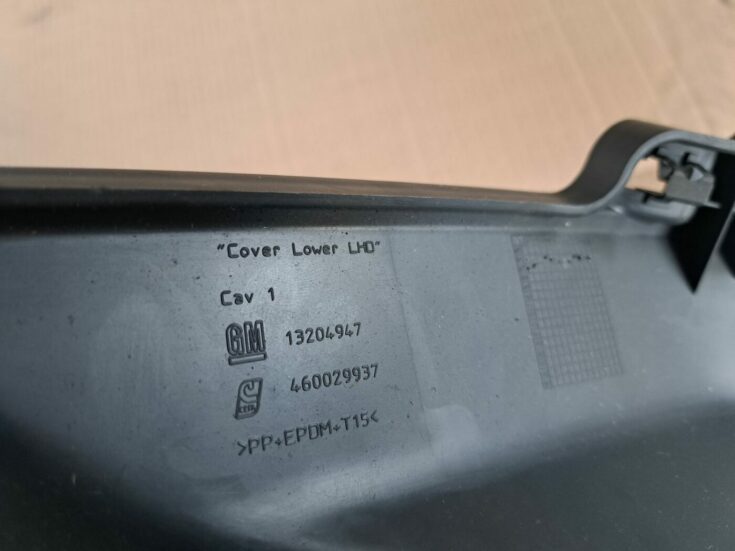 "Cover Lower LHD"
Cav 1
GM 13204947
460029937
>PP+EPDM+T15<